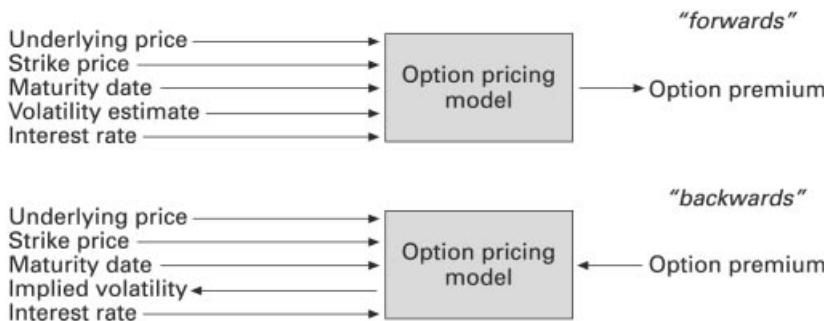 "forwards"
Underlying price
Strike price
Maturity date
Volatility estimate
Interest rate
Option pricing
model
Option premium
"backwards"
Underlying price
Strike price
Maturity date
Implied volatility
Interest rate
Option pricing
model
Option premium